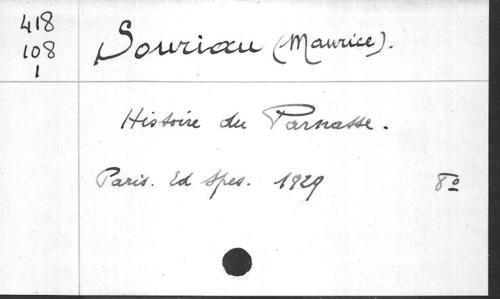 418
108
1
Souriau (Maurice).
Histoire du Parnasse.
Paris. Ed Spes. 1929
8º